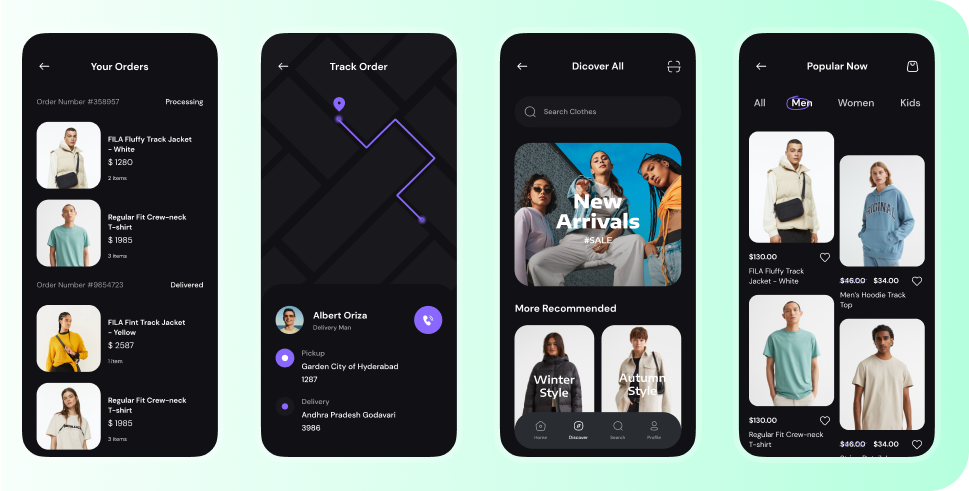 Your Orders
Order Number #358957
Processing
FILA Fluffy Track Jacket
- White
$ 1280
2 Items
Regular Fit Crew-neck
T-shirt
$ 1985
3 Items
Order Number #9854723
Delivered
FILA Fint Track Jacket
- Yellow
$ 2587
1 Item
Regular Fit Crew-neck
T-shirt
$ 1985
3 Items
Track Order
Albert Oriza
Delivery Man
Pickup
Garden City of Hyderabad
1287
Delivery
Andhra Pradesh Godavari
3986
Dicover All
Search Clothes
New
Arrivals
#SALE
More Recommended
Winter
Style
Autumn
Style
Home
Discover
Search
Profile
Popular Now
All
Men
Women
Kids
$130.00
FILA Fluffy Track
Jacket - White
ORIGINAL
$46.00 $34.00
Men's Hoodie Track
Top
$130.00
Regular Fit Crew-neck
T-shirt
$46.00 $34.00